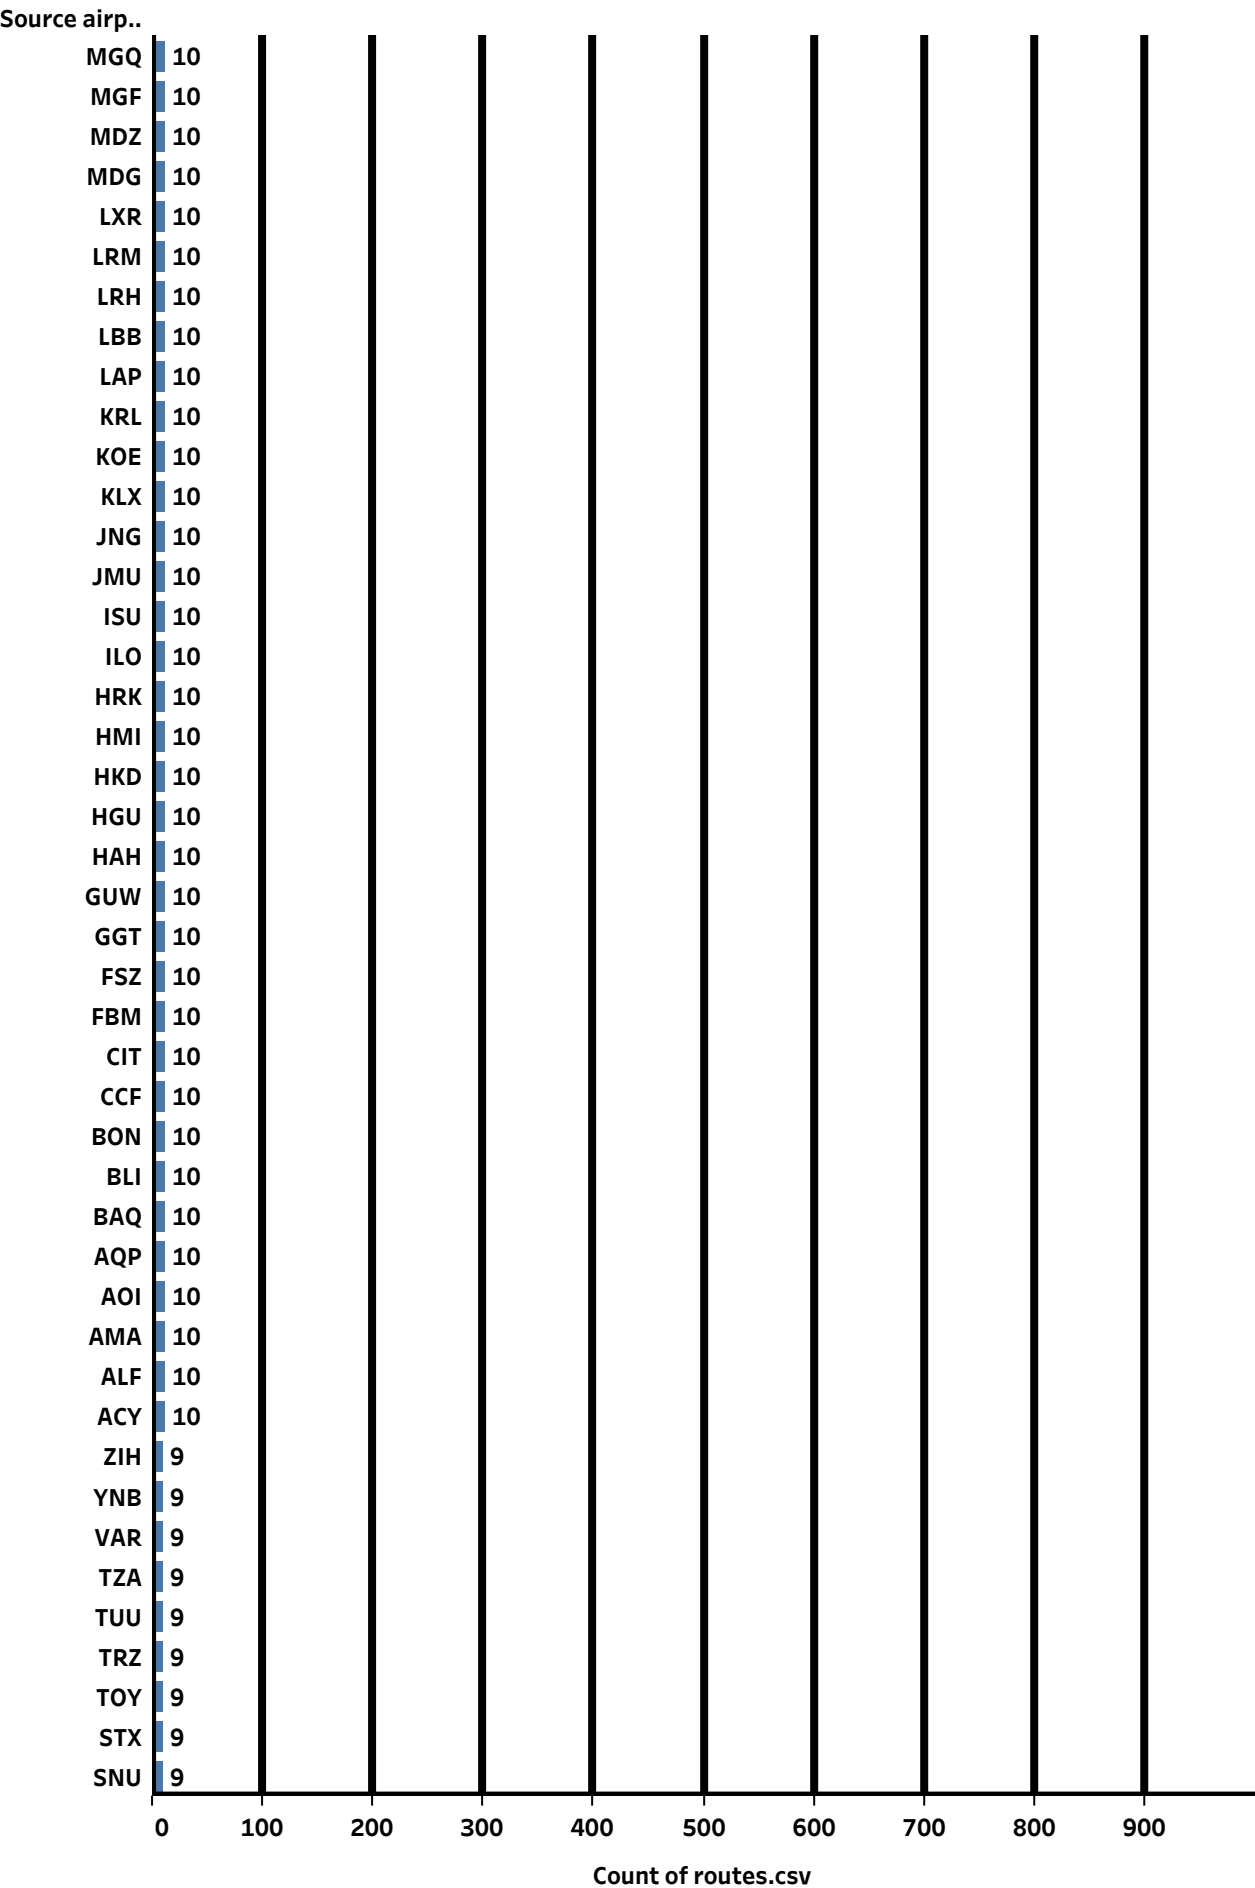 Source airp..
MGQ 10
MGF 10
MDZ 10
MDG 10
LXR 10
LRM 10
LRH 10
LBB 10
LAP 10
KRL 10
KOE 10
KLX 10
JNG 10
JMU 10
ISU 10
ILO 10
HRK 10
HMI 10
HKD 10
HGU 10
HAH 10
GUW 10
GGT 10
FSZ 10
FBM 10
CIT 10
CCF 10
BON 10
BLI 10
BAQ 10
AQP 10
AOI 10
AMA 10
ALF 10
ACY 10
ZIH 9
YNB 9
VAR 9
TZA 9
TUU 9
TRZ 9
TOY 9
STX 9
SNU 9
0 100 200 300 400 500 600 700 800 900
Count of routes.csv